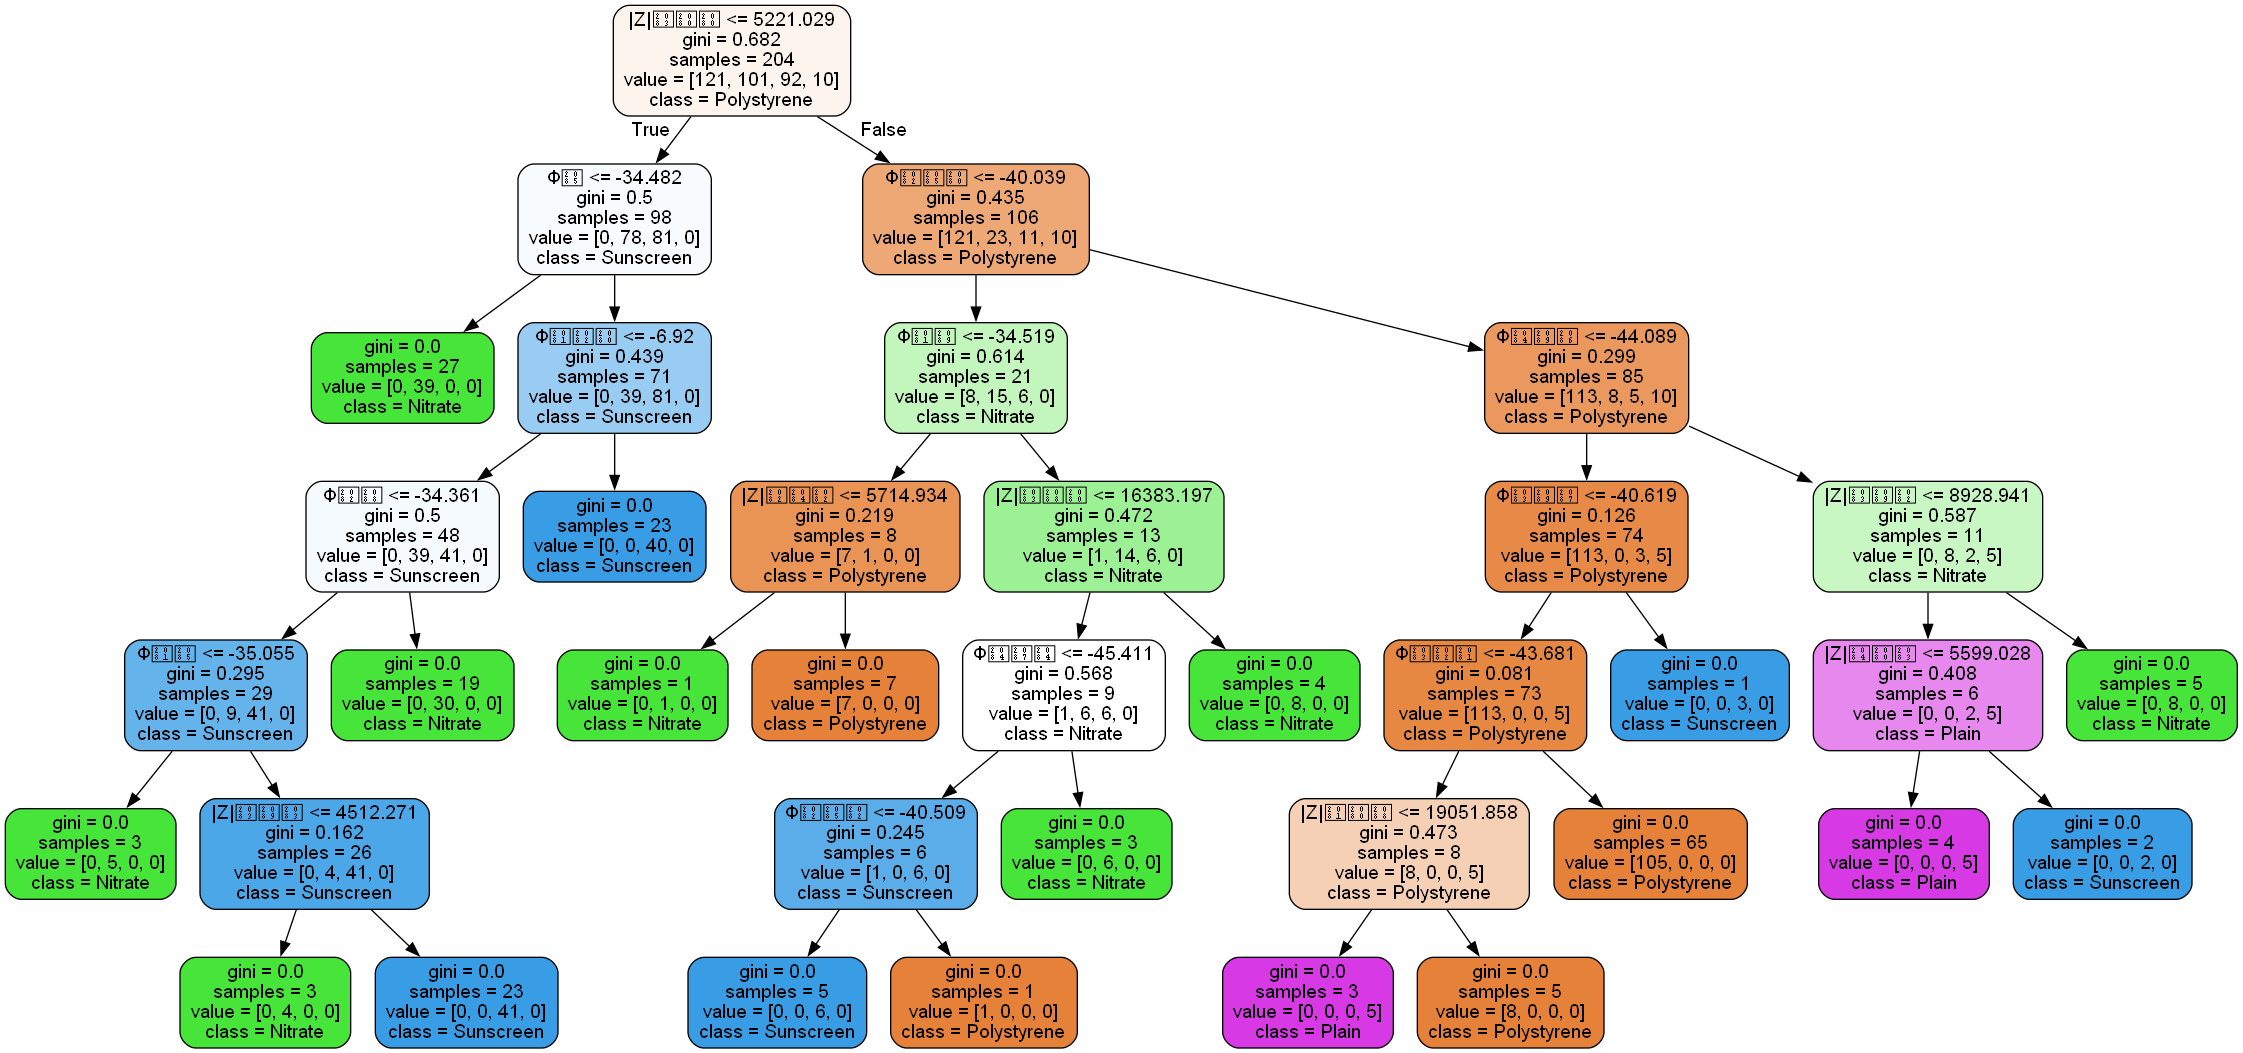 |Z| <= 5221.029
gini = 0.682
samples = 204
value = [121, 101, 92, 10]
class = Polystyrene
True
False
Φ <= -34.482
gini = 0.5
samples = 98
value = [0, 78, 81, 0]
class = Sunscreen
Φ <= -40.039
gini = 0.435
samples = 106
value = [121, 23, 11, 10]
class = Polystyrene
gini = 0.0
samples = 27
value = [0, 39, 0, 0]
class = Nitrate
Φ <= -6.92
gini = 0.439
samples = 71
value = [0, 39, 81, 0]
class = Sunscreen
Φ <= -34.519
gini = 0.614
samples = 21
value = [8, 15, 6, 0]
class = Nitrate
Φ <= -44.089
gini = 0.299
samples = 85
value = [113, 8, 5, 10]
class = Polystyrene
Φ <= -34.361
gini = 0.5
samples = 48
value = [0, 39, 41, 0]
class = Sunscreen
gini = 0.0
samples = 23
value = [0, 0, 40, 0]
class = Sunscreen
|Z| <= 5714.934
gini = 0.219
samples = 8
value = [7, 1, 0, 0]
class = Polystyrene
|Z| <= 16383.197
gini = 0.472
samples = 13
value = [1, 14, 6, 0]
class = Nitrate
Φ <= -40.619
gini = 0.126
samples = 74
value = [113, 0, 3, 5]
class = Polystyrene
|Z| <= 8928.941
gini = 0.587
samples = 11
value = [0, 8, 2, 5]
class = Nitrate
Φ <= -35.055
gini = 0.295
samples = 29
value = [0, 9, 41, 0]
class = Sunscreen
gini = 0.0
samples = 19
value = [0, 30, 0, 0]
class = Nitrate
gini = 0.0
samples = 1
value = [0, 1, 0, 0]
class = Nitrate
gini = 0.0
samples = 7
value = [7, 0, 0, 0]
class = Polystyrene
Φ <= -45.411
gini = 0.568
samples = 9
value = [1, 6, 6, 0]
class = Nitrate
gini = 0.0
samples = 4
value = [0, 8, 0, 0]
class = Nitrate
Φ <= -43.681
gini = 0.081
samples = 73
value = [113, 0, 0, 5]
class = Polystyrene
gini = 0.0
samples = 1
value = [0, 0, 3, 0]
class = Sunscreen
|Z| <= 5599.028
gini = 0.408
samples = 6
value = [0, 0, 2, 5]
class = Plain
gini = 0.0
samples = 5
value = [0, 8, 0, 0]
class = Nitrate
gini = 0.0
samples = 3
value = [0, 5, 0, 0]
class = Nitrate
|Z| <= 4512.271
gini = 0.162
samples = 26
value = [0, 4, 41, 0]
class = Sunscreen
Φ <= -40.509
gini = 0.245
samples = 6
value = [1, 0, 6, 0]
class = Sunscreen
gini = 0.0
samples = 3
value = [0, 6, 0, 0]
class = Nitrate
|Z| <= 19051.858
gini = 0.473
samples = 8
value = [8, 0, 0, 5]
class = Polystyrene
gini = 0.0
samples = 65
value = [105, 0, 0, 0]
class = Polystyrene
gini = 0.0
samples = 4
value = [0, 0, 0, 5]
class = Plain
gini = 0.0
samples = 2
value = [0, 0, 2, 0]
class = Sunscreen
gini = 0.0
samples = 3
value = [0, 4, 0, 0]
class = Nitrate
gini = 0.0
samples = 23
value = [0, 0, 41, 0]
class = Sunscreen
gini = 0.0
samples = 5
value = [0, 0, 6, 0]
class = Sunscreen
gini = 0.0
samples = 1
value = [1, 0, 0, 0]
class = Polystyrene
gini = 0.0
samples = 3
value = [0, 0, 0, 5]
class = Plain
gini = 0.0
samples = 5
value = [8, 0, 0, 0]
class = Polystyrene